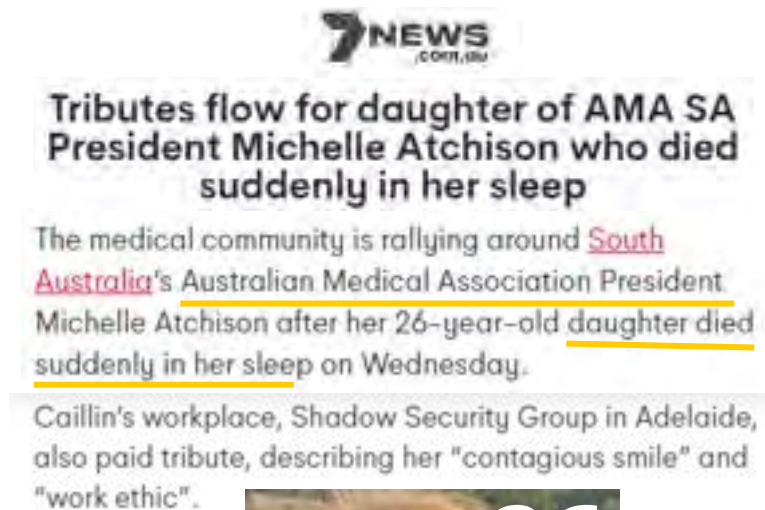 7NEWS
.com.au
Tributes flow for daughter of AMA SA
President Michelle Atchison who died
suddenly in her sleep
The medical community is rallying around South
Australia's Australian Medical Association President
Michelle Atchison after her 26-year-old daughter died
suddenly in her sleep on Wednesday.
Caillin's workplace, Shadow Security Group in Adelaide,
also paid tribute, describing her "contagious smile" and
"work ethic".